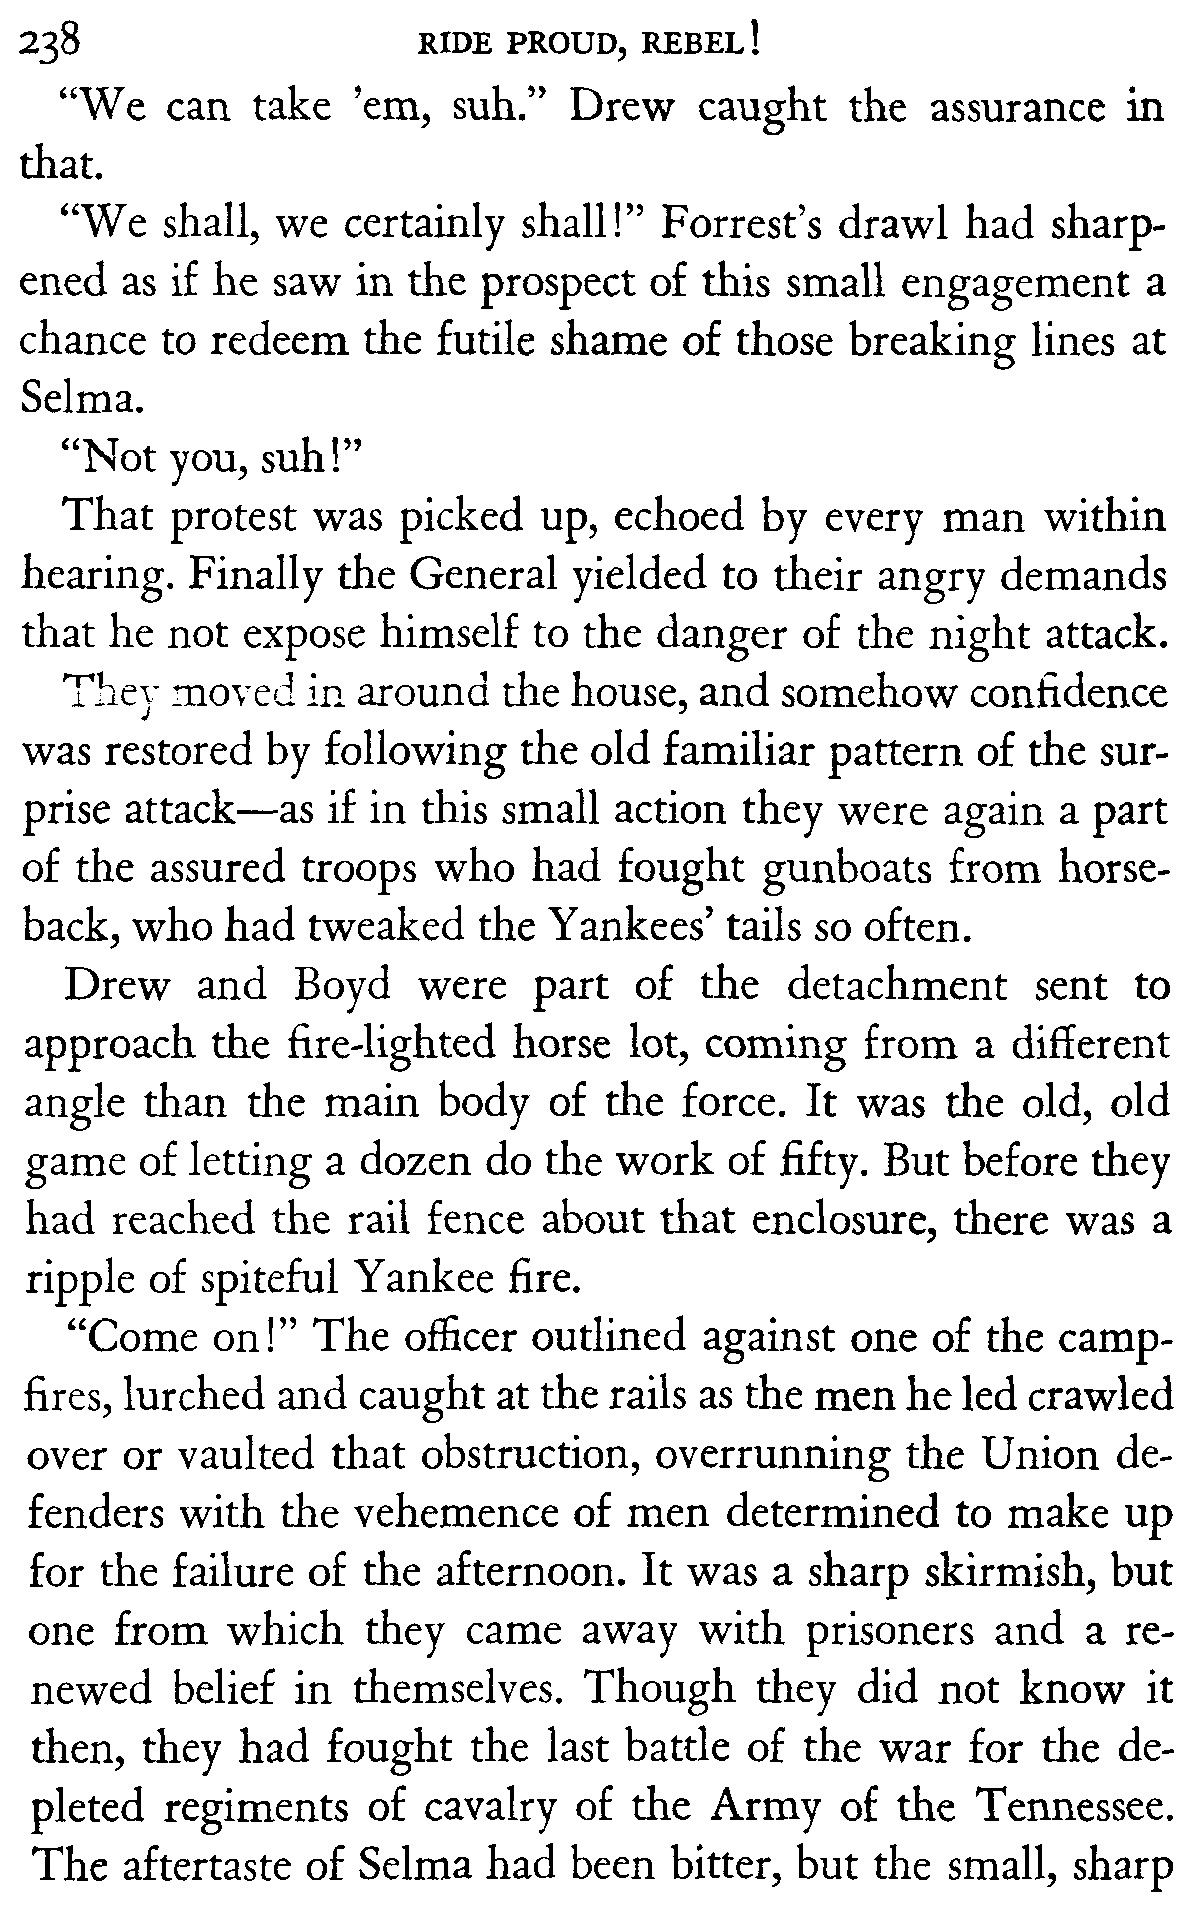 238 RIDE PROUD, REBEL!
“We can take ’em, suh.” Drew caught the assurance in
that.
“We shall, we certainly shall!” Forrest’s drawl had sharp-
ened as if he saw in the prospect of this small engagement a
chance to redeem the futile shame of those breaking lines at
Selma.
“Not you, suh!”
That protest was picked up, echoed by every man within
hearing. Finally the General yielded to their angry demands
that he not expose himself to the danger of the night attack.
They moved in around the house, and somehow confidence
was restored by following the old familiar pattern of the sur-
prise attack—as if in this small action they were again a part
of the assured troops who had fought gunboats from horse-
back, who had tweaked the Yankees’ tails so often.
Drew and Boyd were part of the detachment sent to
approach the fire-lighted horse lot, coming from a different
angle than the main body of the force. It was the old, old
game of letting a dozen do the work of fifty. But before they
had reached the rail fence about that enclosure, there was a
ripple of spiteful Yankee fire.
“Come on!” The officer outlined against one of the camp-
fires, lurched and caught at the rails as the men he led crawled
over or vaulted that obstruction, overrunning the Union de-
fenders with the vehemence of men determined to make up
for the failure of the afternoon. It was a sharp skirmish, but
one from which they came away with prisoners and a re-
newed belief in themselves. Though they did not know it
then, they had fought the last battle of the war for the de-
pleted regiments of cavalry of the Army of the Tennessee.
The aftertaste of Selma had been bitter, but the small, sharp